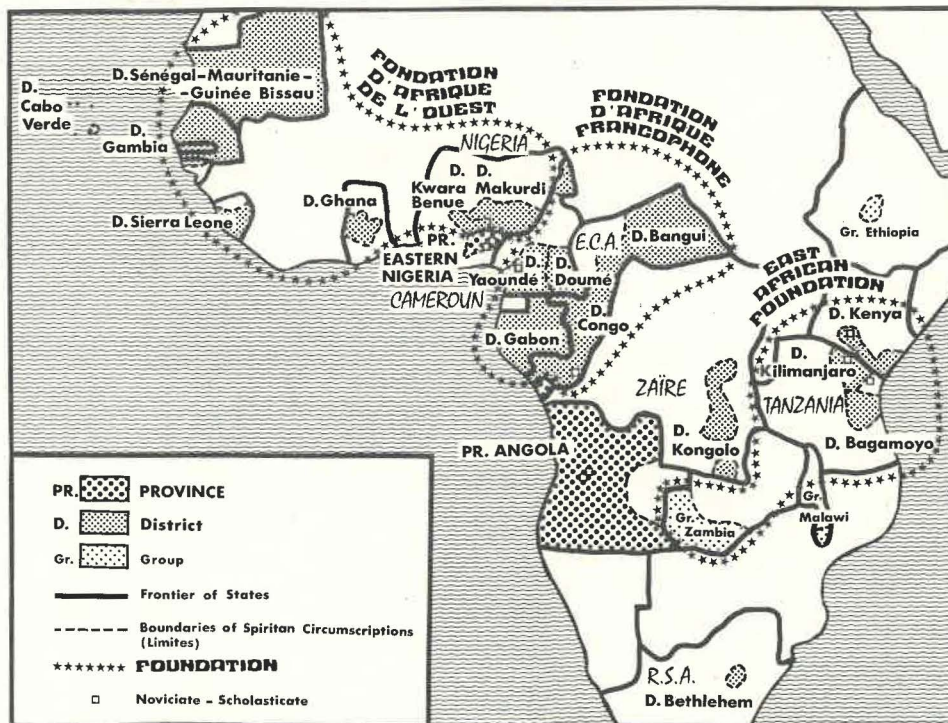 D. Sénégal-Mauritanie-
-Guinée Bissau
D.
Cabo
Verde
D.
Gambia
D. Sierra Leone
D. Ghana
FONDATION
D'AFRIQUE
DE L'OUEST
NIGERIA
D.
Kwara
Benue
D.
Makurdi
PR.
EASTERN
NIGERIA
CAMEROUN
FONDATION
D'AFRIQUE
FRANCOPHONE
E.C.A.
D. Bangui
D.
Yaoundé
D.
Doumé
D.
Congo
D. Gabon
Gr. Ethiopia
EAST
AFRICAN
FOUNDATION
D. Kenya
D.
Kilimanjaro
TANZANIA
D. Bagamoyo
ZAÏRE
D.
Kongolo
PR. ANGOLA
Gr.
Zambia
Gr.
Malawi
R.S.A.
D. Bethlehem
PR. PROVINCE
D. District
Gr. Group
Frontier of States
Boundaries of Spiritan Circumscriptions
(Limites)
FOUNDATION
Noviciate - Scholasticate